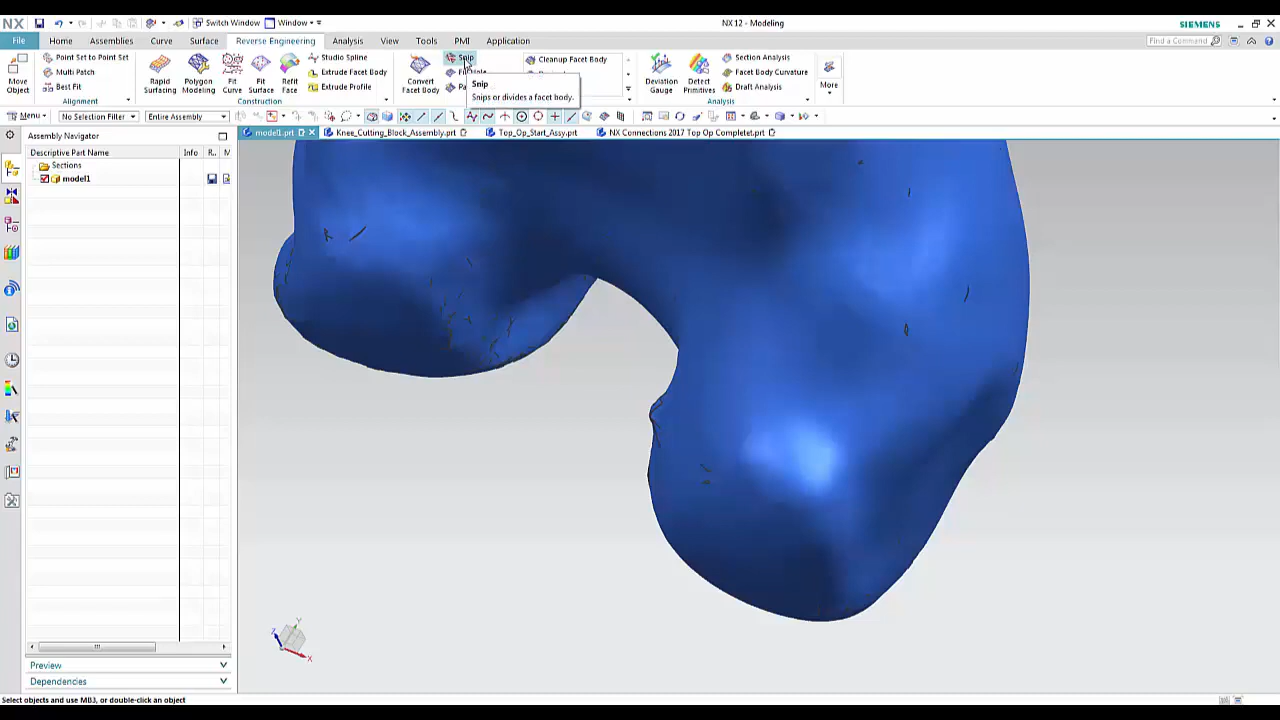 NX
Switch Window
Window
NX 12 - Modeling
SIEMENS
File
Home
Assemblies
Curve
Surface
Reverse Engineering
Analysis
View
Tools
PMI
Application
Find a Command
Move Object
Point Set to Point Set
Multi Patch
Best Fit
Alignment
Rapid Surfacing
Polygon Modeling
Fit Curve
Fit Surface
Refit Face
Studio Spline
Extrude Facet Body
Extrude Profile
Construction
Convert Facet Body
Snip
Cleanup Facet Body
Snip
Snips or divides a facet body.
Deviation Gauge
Detect Primitives
Section Analysis
Facet Body Curvature
Draft Analysis
Analysis
More
Menu
No Selection Filter
Entire Assembly
Assembly Navigator
model1.prt
Knee_Cutting_Block_Assembly.prt
Top_Op_Start_Assy.prt
NX Connections 2017 Top Op Completet.prt
Descriptive Part Name
Info
R..
M
Sections
model1
Z
Y
X
Preview
Dependencies
Select objects and use MB3, or double-click an object